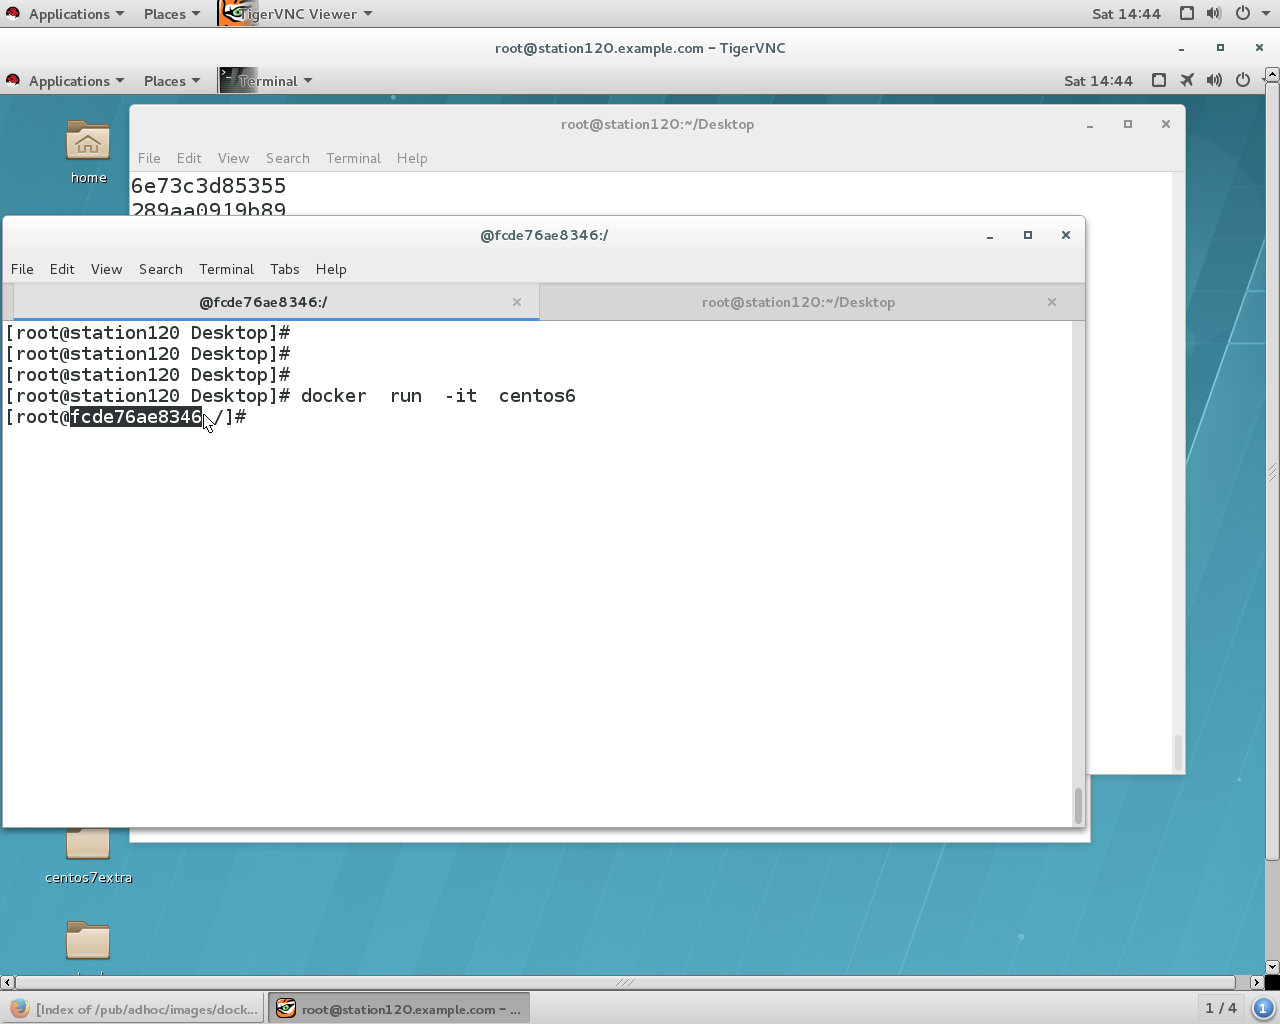 Applications Places TigerVNC Viewer Sat 14:44
root@station120.example.com – TigerVNC
Applications Places Terminal Sat 14:44
root@station120:~/Desktop
File Edit View Search Terminal Help
home
6e73c3d85355
289aa0919b89
@fcde76ae8346:/
File Edit View Search Terminal Tabs Help
@fcde76ae8346:/ root@station120:~/Desktop
[root@station120 Desktop]#
[root@station120 Desktop]#
[root@station120 Desktop]#
[root@station120 Desktop]# docker  run  -it  centos6
[root@fcde76ae8346 /]#
centos7extra
[Index of /pub/adhoc/images/dock... root@station120.example.com – ... 1 / 4 1